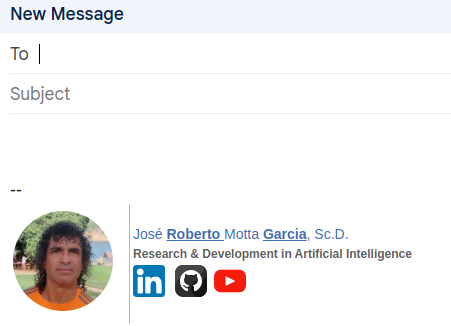 New Message
To
Subject
--
José Roberto Motta Garcia, Sc.D.
Research & Development in Artificial Intelligence
in